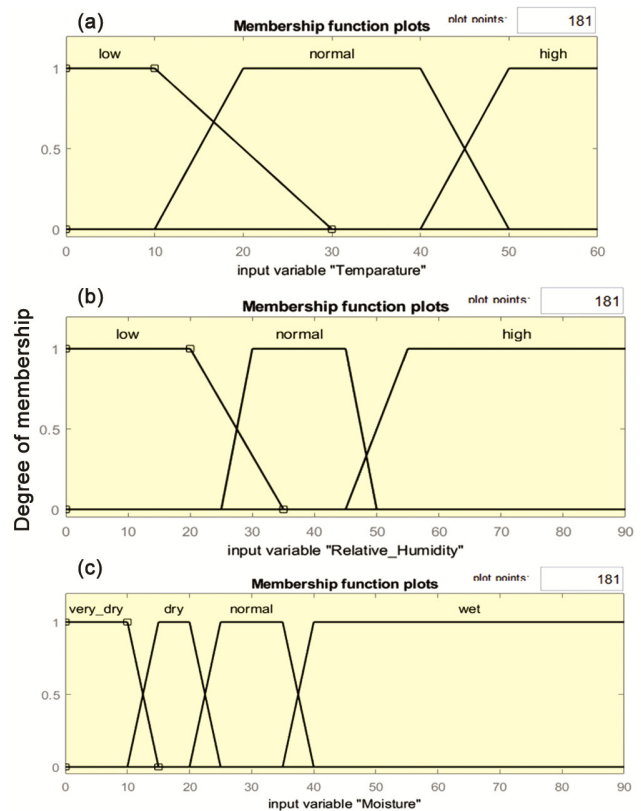 (a) Membership function plots plot points: 181
low normal high
1
0.5
0
0 10 20 30 40 50 60
input variable "Temparature"
(b) Membership function plots plot points: 181
low normal high
1
0.5
0
0 10 20 30 40 50 60 70 80 90
input variable "Relative_Humidity"
(c) Membership function plots plot points: 181
very_dry dry normal wet
1
0.5
0
0 10 20 30 40 50 60 70 80 90
input variable "Moisture"
Degree of membership